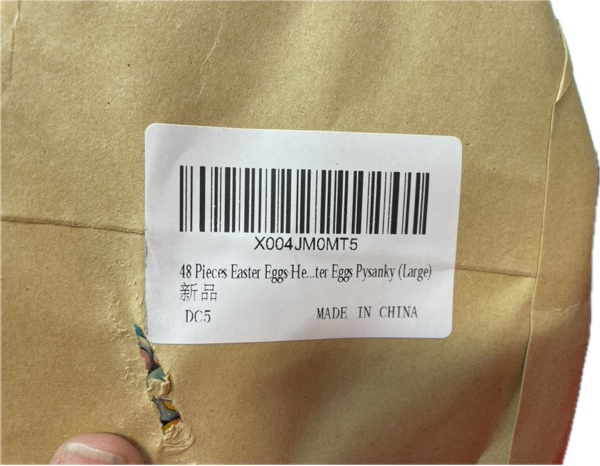 X004JM0MT5
48 Pieces Easter Eggs He...ter Eggs Pysanky (Large)
新品
DC5 MADE IN CHINA